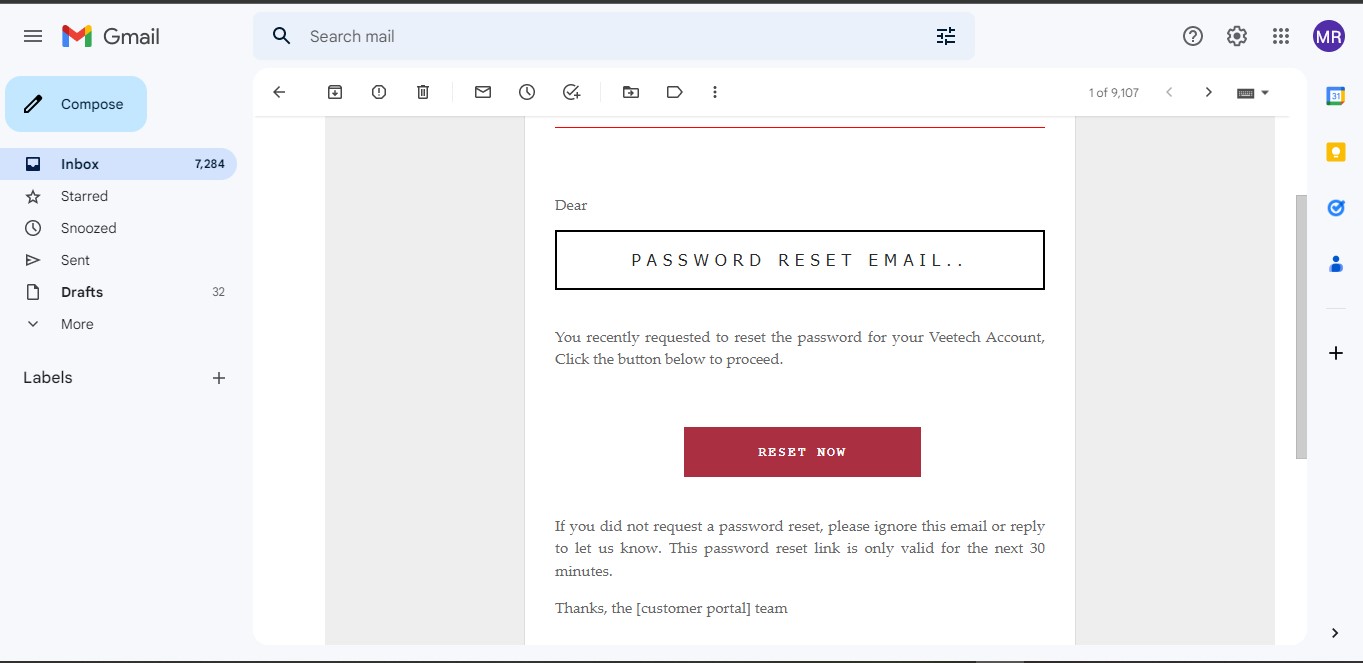 Gmail
Search mail
MR
Compose
1 of 9,107
31
Inbox 7,284
Starred
Snoozed
Sent
Drafts 32
More
Labels
Dear
PASSWORD RESET EMAIL..
You recently requested to reset the password for your Veetech Account,
Click the button below to proceed.
RESET NOW
If you did not request a password reset, please ignore this email or reply
to let us know. This password reset link is only valid for the next 30
minutes.
Thanks, the [customer portal] team